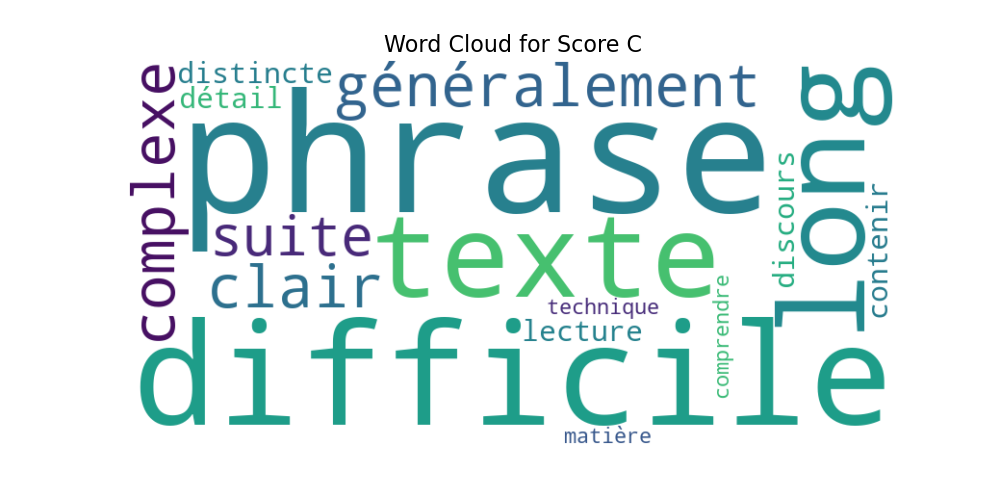 Word Cloud for Score C
complexe
distincte
détail
généralement
phrase
long
discours
contenir
suite
texte
clair
technique
lecture
comprendre
difficile
matière